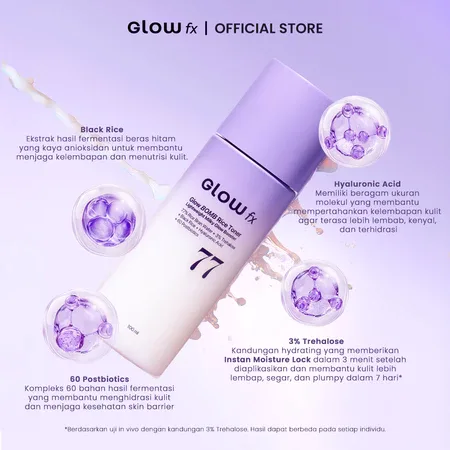 GLOW fx | OFFICIAL STORE
Black Rice
Ekstrak hasil fermentasi beras hitam
yang kaya anioksidan untuk membantu
menjaga kelembapan dan menutrisi kulit.
Hyaluronic Acid
Memiliki beragam ukuran
molekul yang membantu
mempertahankan kelembapan kulit
agar terasa lebih lembab, kenyal,
dan terhidrasi
GLOW fx
Glow BOMB Rice Toner
77
100 ml
3% Trehalose
Kandungan hydrating yang memberikan
Instan Moisture Lock dalam 3 menit setelah
diaplikasikan dan membantu kulit lebih
lembap, segar, dan plumpy dalam 7 hari*
60 Postbiotics
Kompleks 60 bahan hasil fermentasi
yang membantu menghidrasi kulit
dan menjaga kesehatan skin barrier
*Berdasarkan uji in vivo dengan kandungan 3% Trehalose. Hasil dapat berbeda pada setiap individu.